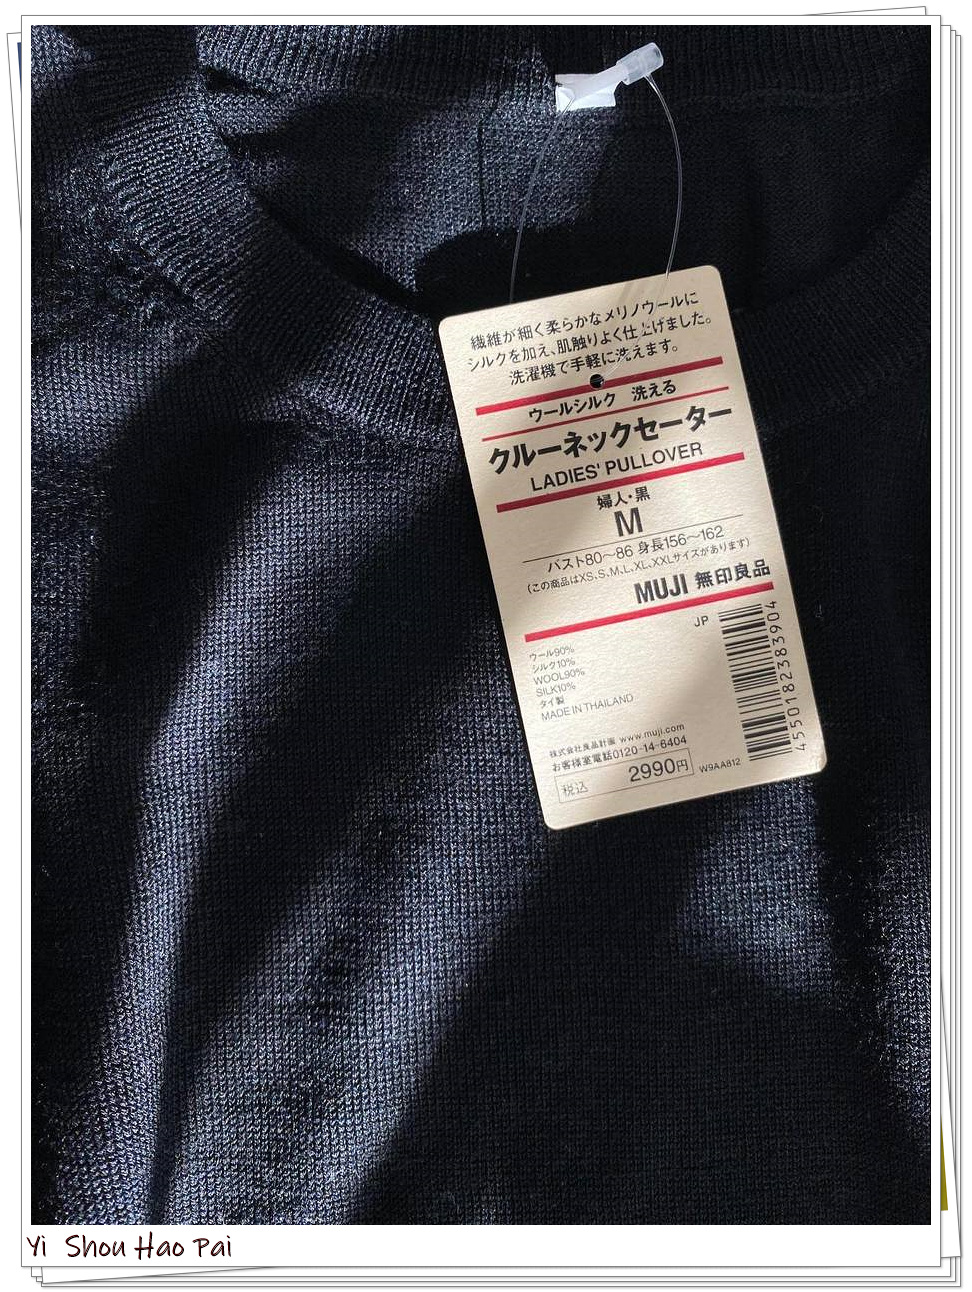 繊維が細く柔らかなメリノウールに
シルクを加え、肌触りよく仕上げました。
洗濯機で手軽に洗えます。
ウールシルク 洗える
クルーネックセーター
LADIES' PULLOVER
婦人・黒
M
バスト80～86 身長156～162
(この商品はXS、S、M、L、XL、XXLサイズがあります)
MUJI 無印良品
JP
ウール90%
シルク10%
WOOL90%
SILK10%
タイ製
MADE IN THAILAND
株式会社良品計画 www.muji.com
お客様室電話0120-14-6404
税込 2990円
W9AA812
4550182383904
Yi Shou Hao Pai